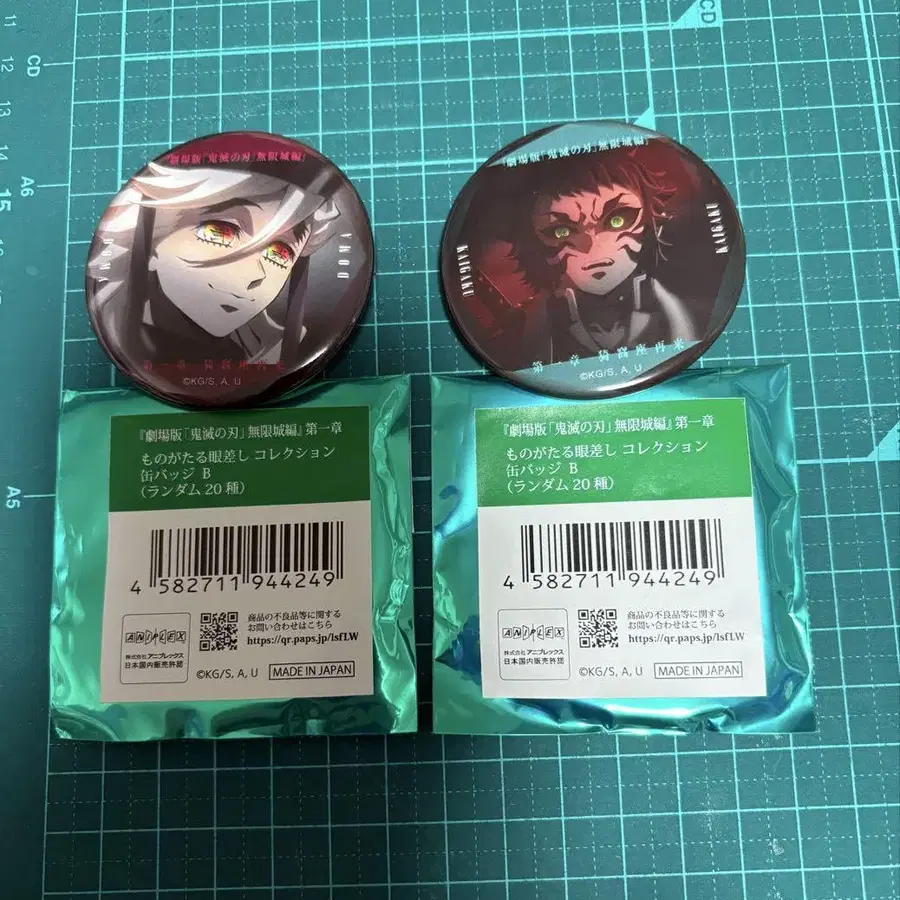 11
12
13
14
15
CD
A6
A5
CD
『劇場版「鬼滅の刃」無限城編』
DOMA
DOMA
第一章 猗窩座再来
©KG/S, A, U
『劇場版「鬼滅の刃」無限城編』
KAIGAKU
KAIGAKU
第一章 猗窩座再来
©KG/S, A, U
『劇場版「鬼滅の刃」無限城編』第一章
ものがたる眼差し コレクション
缶バッジ B
（ランダム 20 種）
4 582711 944249
ANIPLEX
株式会社 アニプレックス
日本国内販売許諾
商品の不良品等に関する
お問い合わせはこちら
https://qr.paps.jp/lsfLW
©KG/S, A, U
MADE IN JAPAN
『劇場版「鬼滅の刃」無限城編』第一章
ものがたる眼差し コレクション
缶バッジ B
（ランダム 20 種）
4 582711 944249
ANIPLEX
株式会社 アニプレックス
日本国内販売許諾
商品の不良品等に関する
お問い合わせはこちら
https://qr.paps.jp/lsfLW
©KG/S, A, U
MADE IN JAPAN